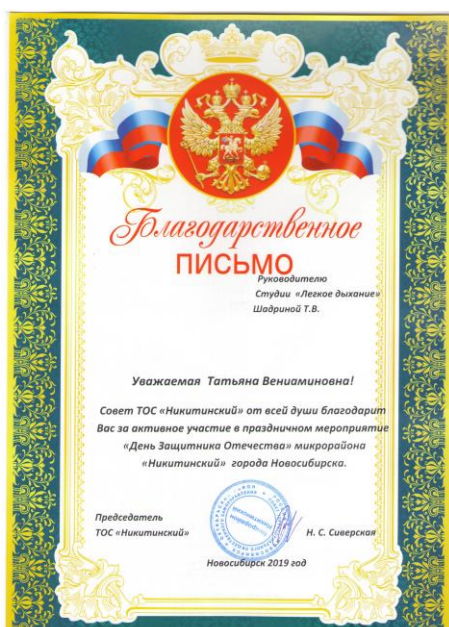 Благодарственное
ПИСЬМО
Руководителю
Студии «Легкое дыхание»
Шадриной Т.В.
Уважаемая Татьяна Вениаминовна!
Совет ТОС «Никитинский» от всей души благодарит
Вас за активное участие в праздничном мероприятие
«День Защитника Отечества» микрорайона
«Никитинский» города Новосибирска.
Председатель
ТОС «Никитинский»
Н. С. Сиверская
Новосибирск 2019 год